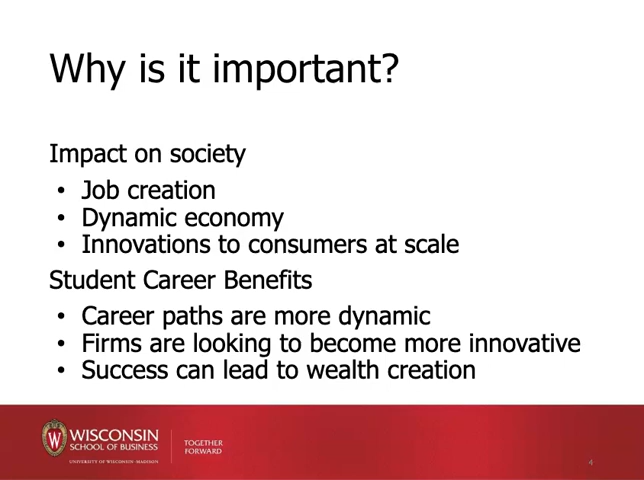 Why is it important?
Impact on society
• Job creation
• Dynamic economy
• Innovations to consumers at scale
Student Career Benefits
• Career paths are more dynamic
• Firms are looking to become more innovative
• Success can lead to wealth creation
W
WISCONSIN
SCHOOL OF BUSINESS
UNIVERSITY OF WISCONSIN-MADISON
TOGETHER
FORWARD
4